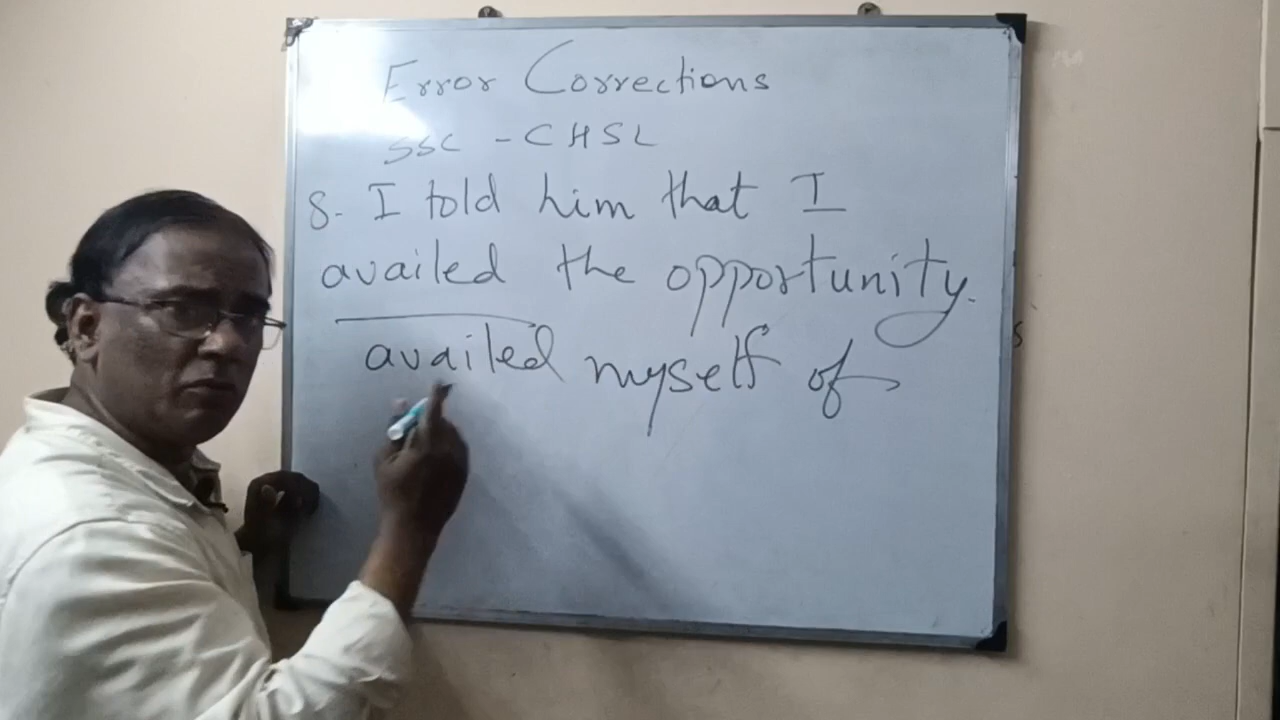 Error Corrections
SSC - CHSL
8. I told him that I
availed the opportunity.
availed myself of